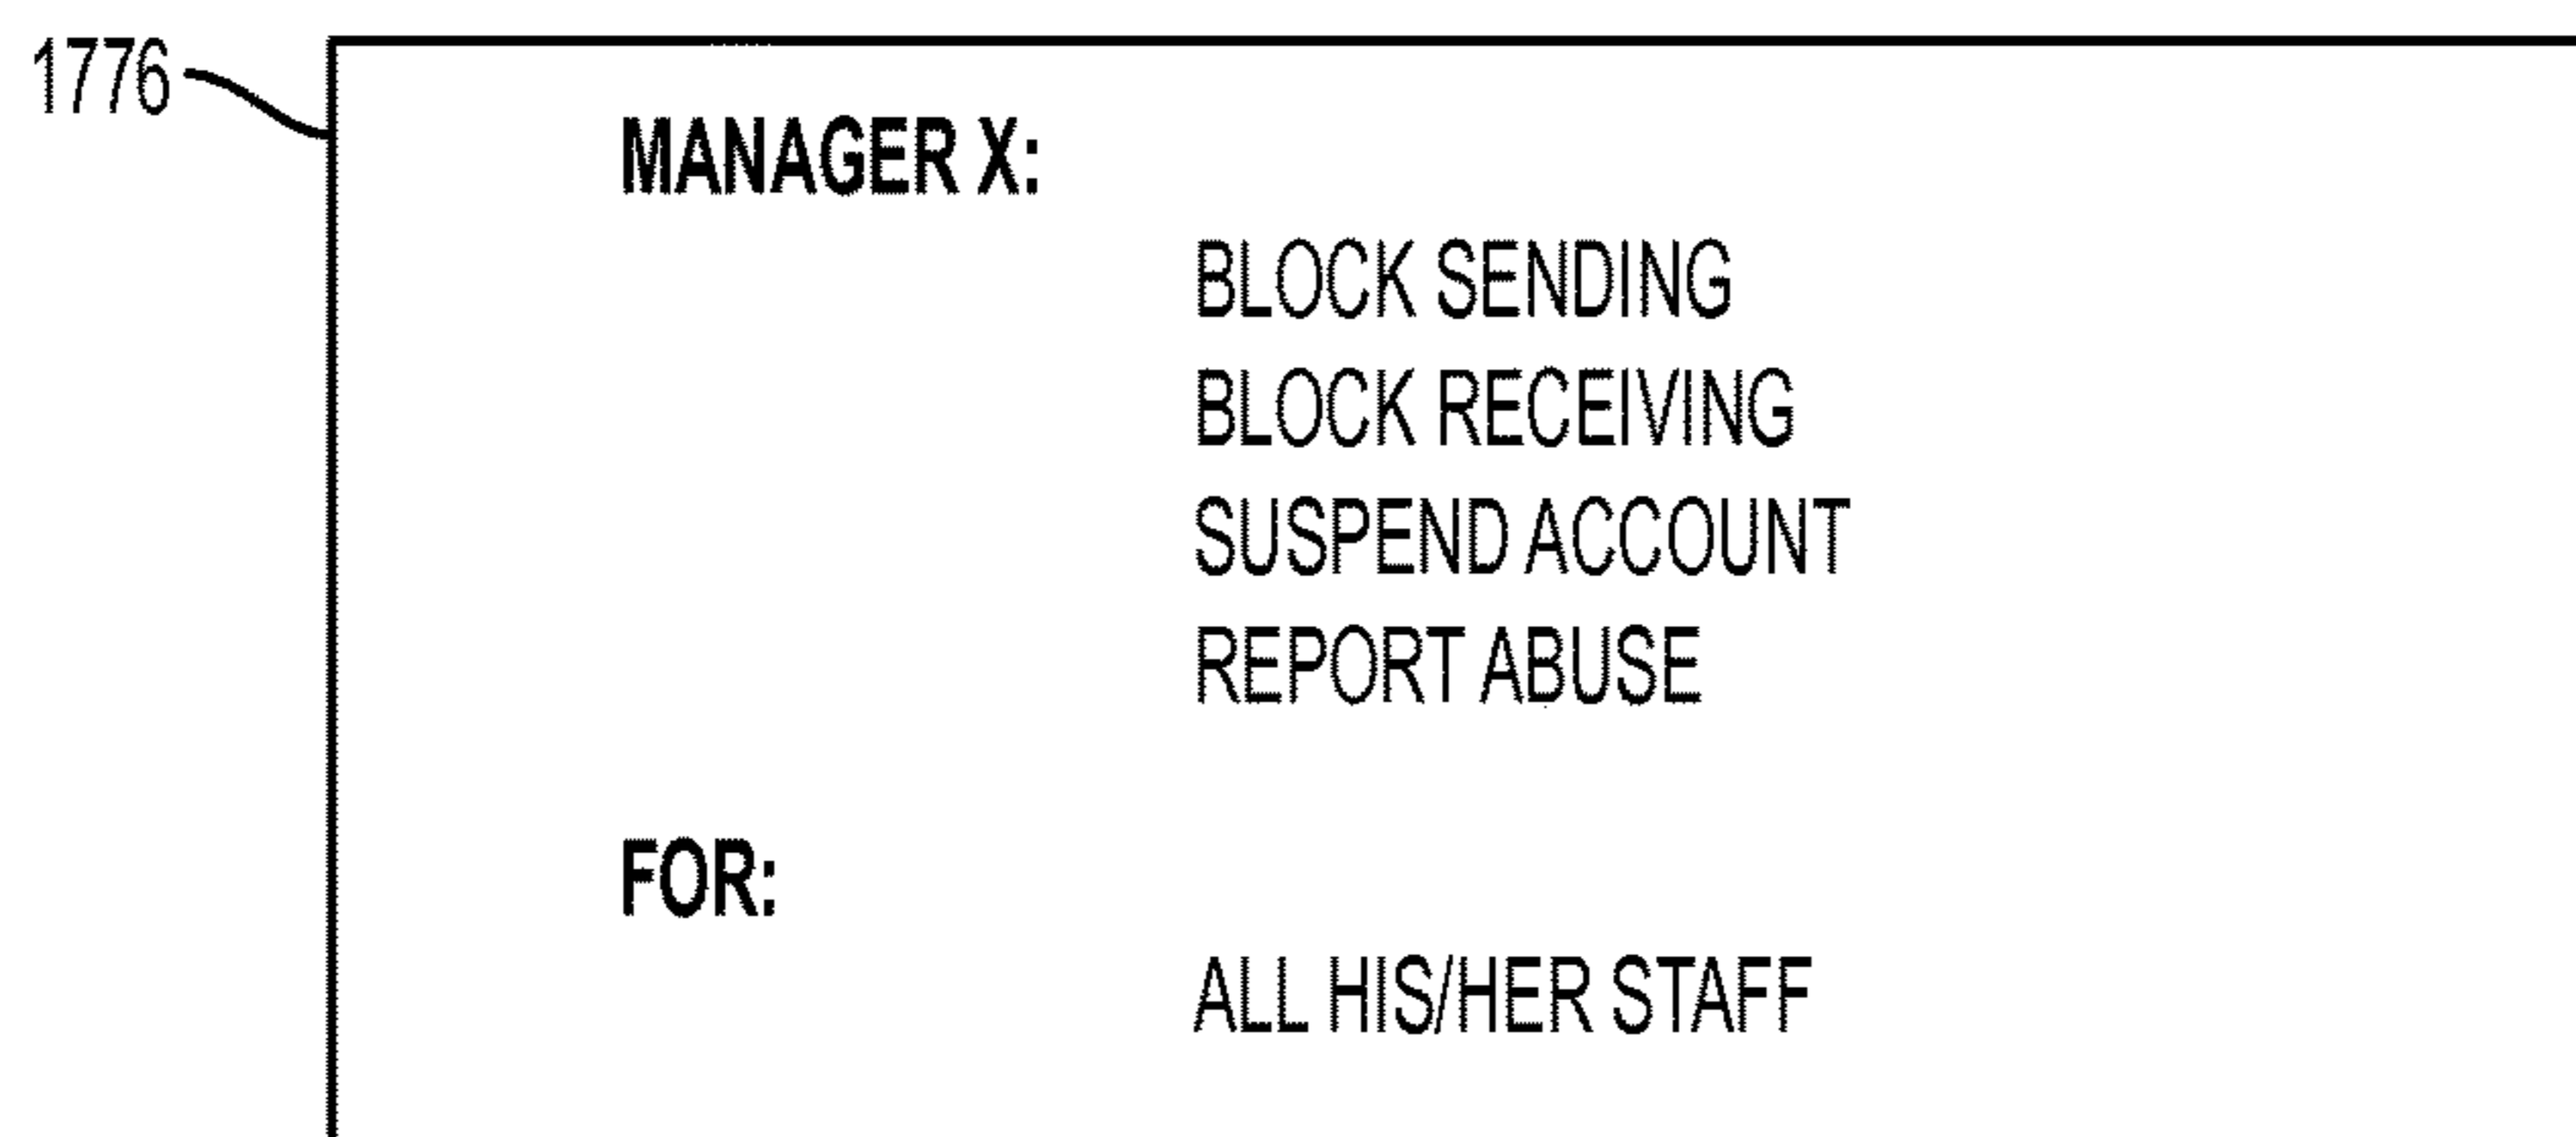 1776
MANAGER X:
BLOCK SENDING
BLOCK RECEIVING
SUSPEND ACCOUNT
REPORT ABUSE
FOR:
ALL HIS/HER STAFF